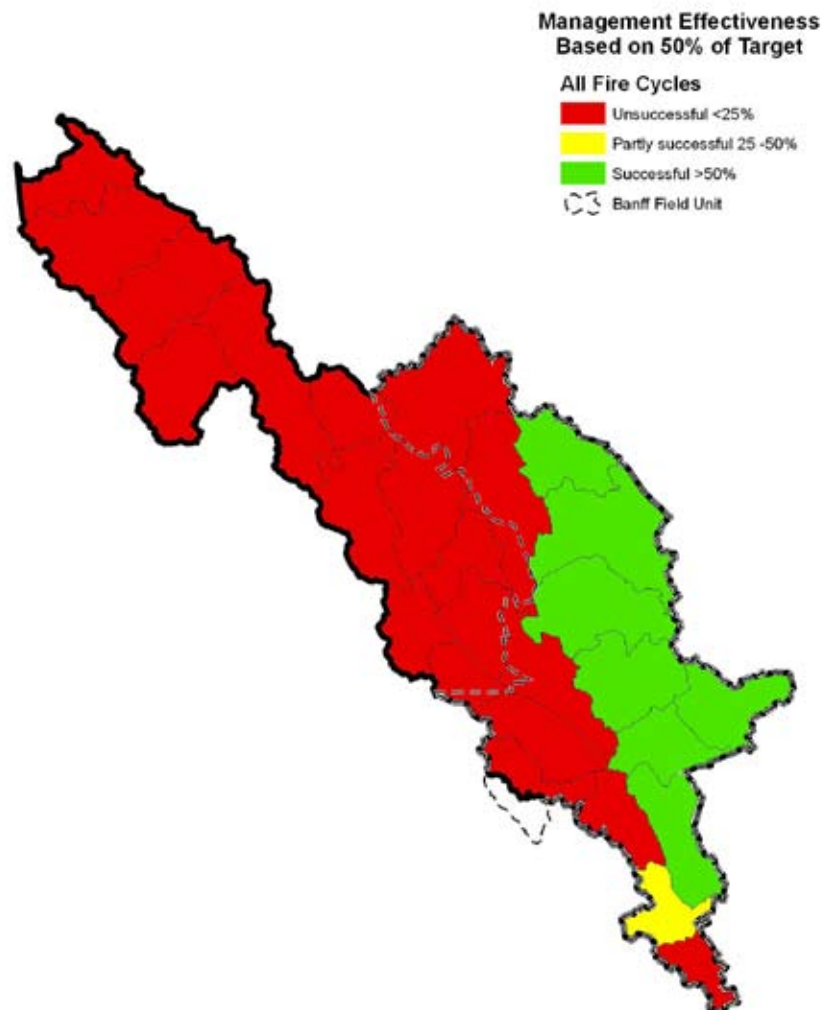 Management Effectiveness
Based on 50% of Target
All Fire Cycles
Unsuccessful <25%
Partly successful 25 -50%
Successful >50%
Banff Field Unit